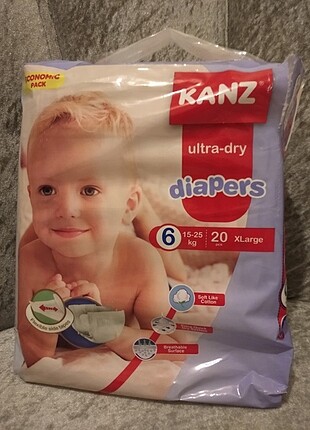 ECONOMIC
PACK
KANZ
ultra-dry
diapers
6
15-25
kg
20
XLarge
Soft Like
Cotton
Breathable
Surface